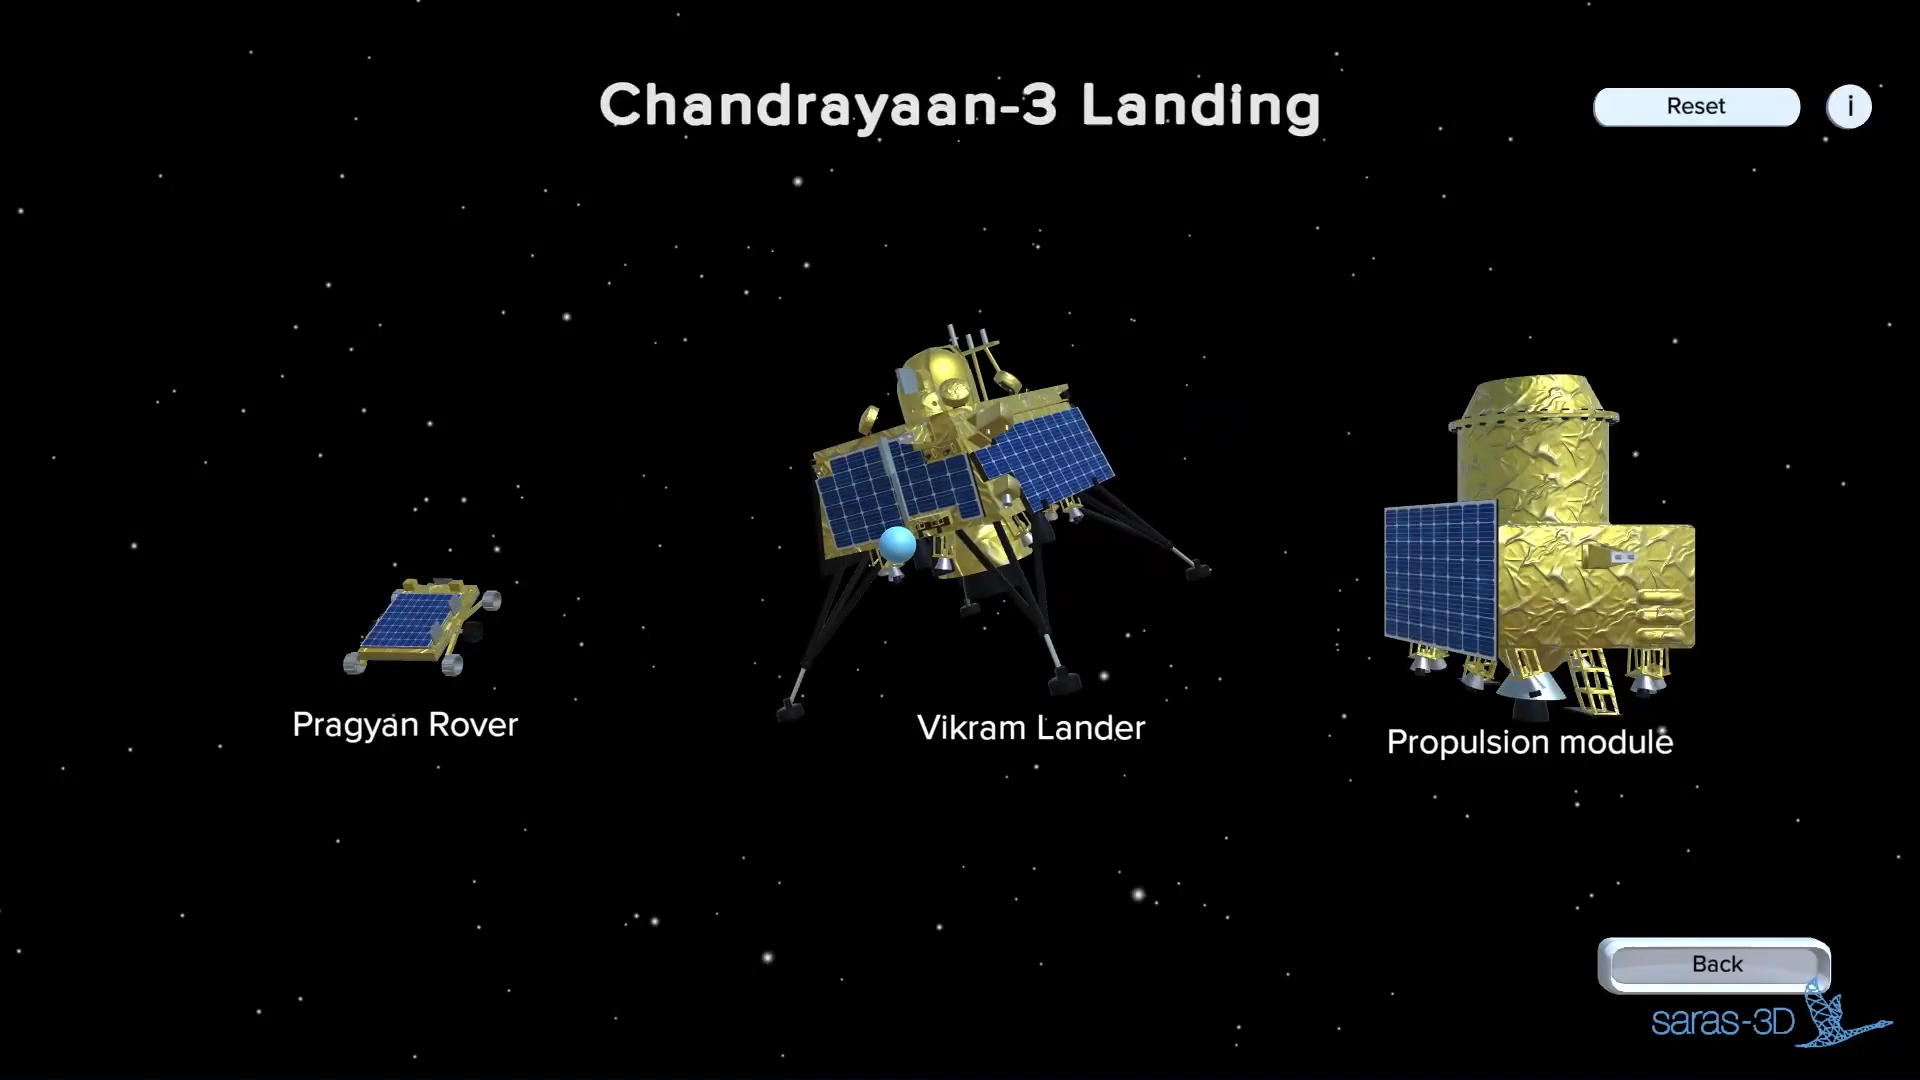 Chandrayaan-3 Landing
Reset
i
Pragyan Rover
Vikram Lander
Propulsion module
Back
saras-3D